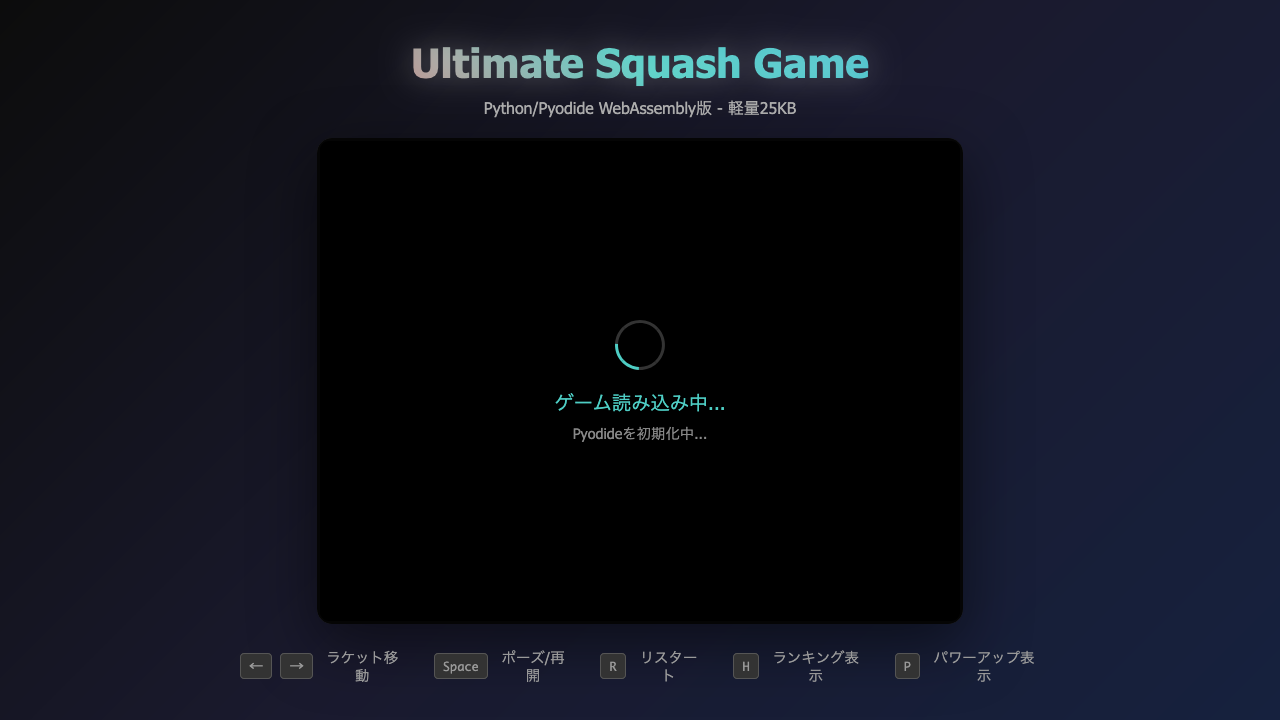 Ultimate Squash Game
Python/Pyodide WebAssembly版 - 軽量25KB
ゲーム読み込み中...
Pyodideを初期化中...
← → ラケット移
動
Space ポーズ/再
開
R リスター
ト
H ランキング表
示
P パワーアップ表
示